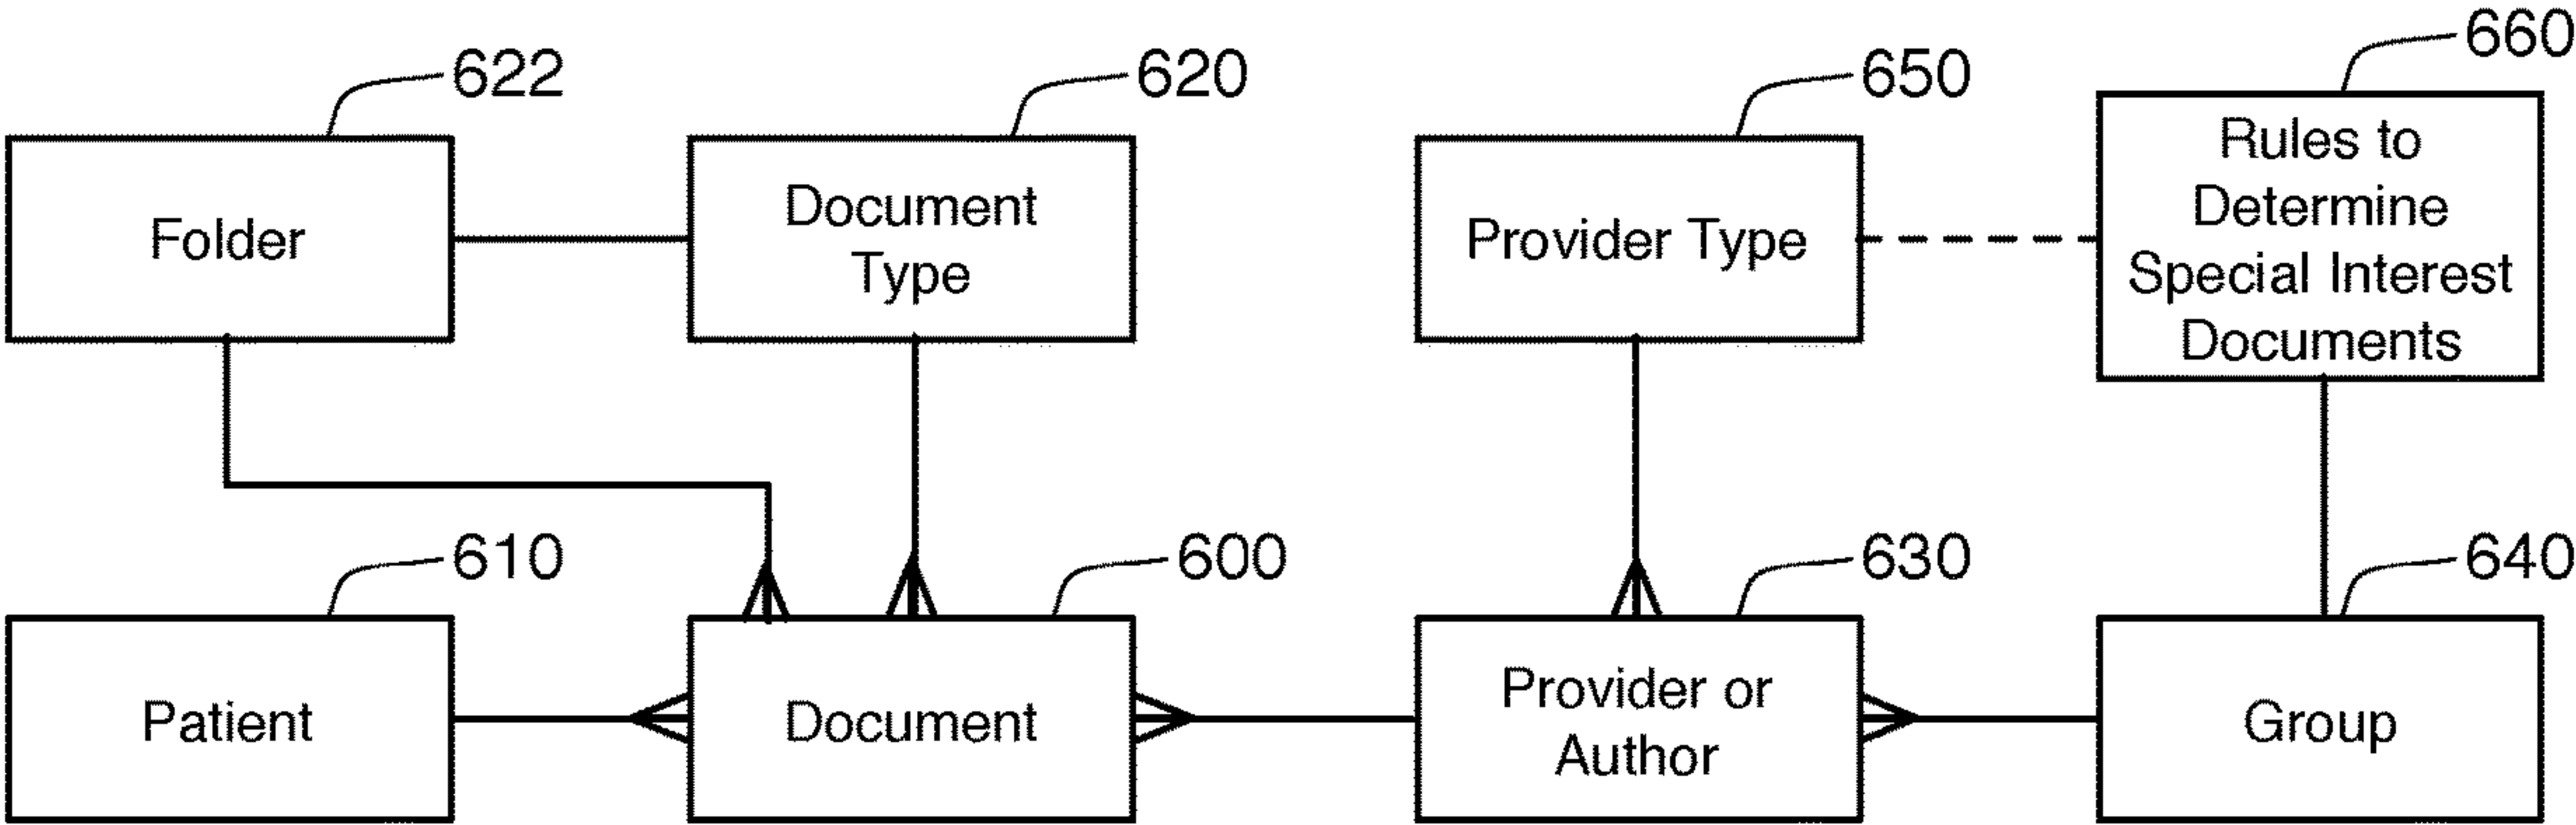 622
620
650
660
Folder
Document
Type
Provider Type
Rules to
Determine
Special Interest
Documents
610
600
630
640
Patient
Document
Provider or
Author
Group